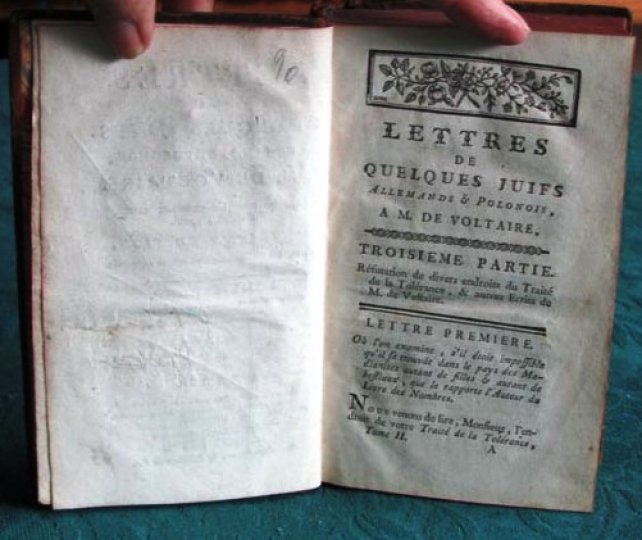 90
LETTRES
DE
QUELQUES JUIFS
ALLEMANDS & POLONOIS,
A M. DE VOLTAIRE,
TROISIEME PARTIE.
Réfutation de divers endroits du Traité
de la Tolérance, & autres Ecrits de
M. de Voltaire.
LETTRE PREMIERE.
Où l'on examine, s'il étoit impossible
qu'il se trouvât dans le pays des Ma-
dianites autant de filles & autant de
bestiaux, que le rapporte l'Auteur du
Livre des Nombres.
NOUS venons de lire, Monsieur, l'en-
droit de votre Traité de la Tolérance,
Tome II. A